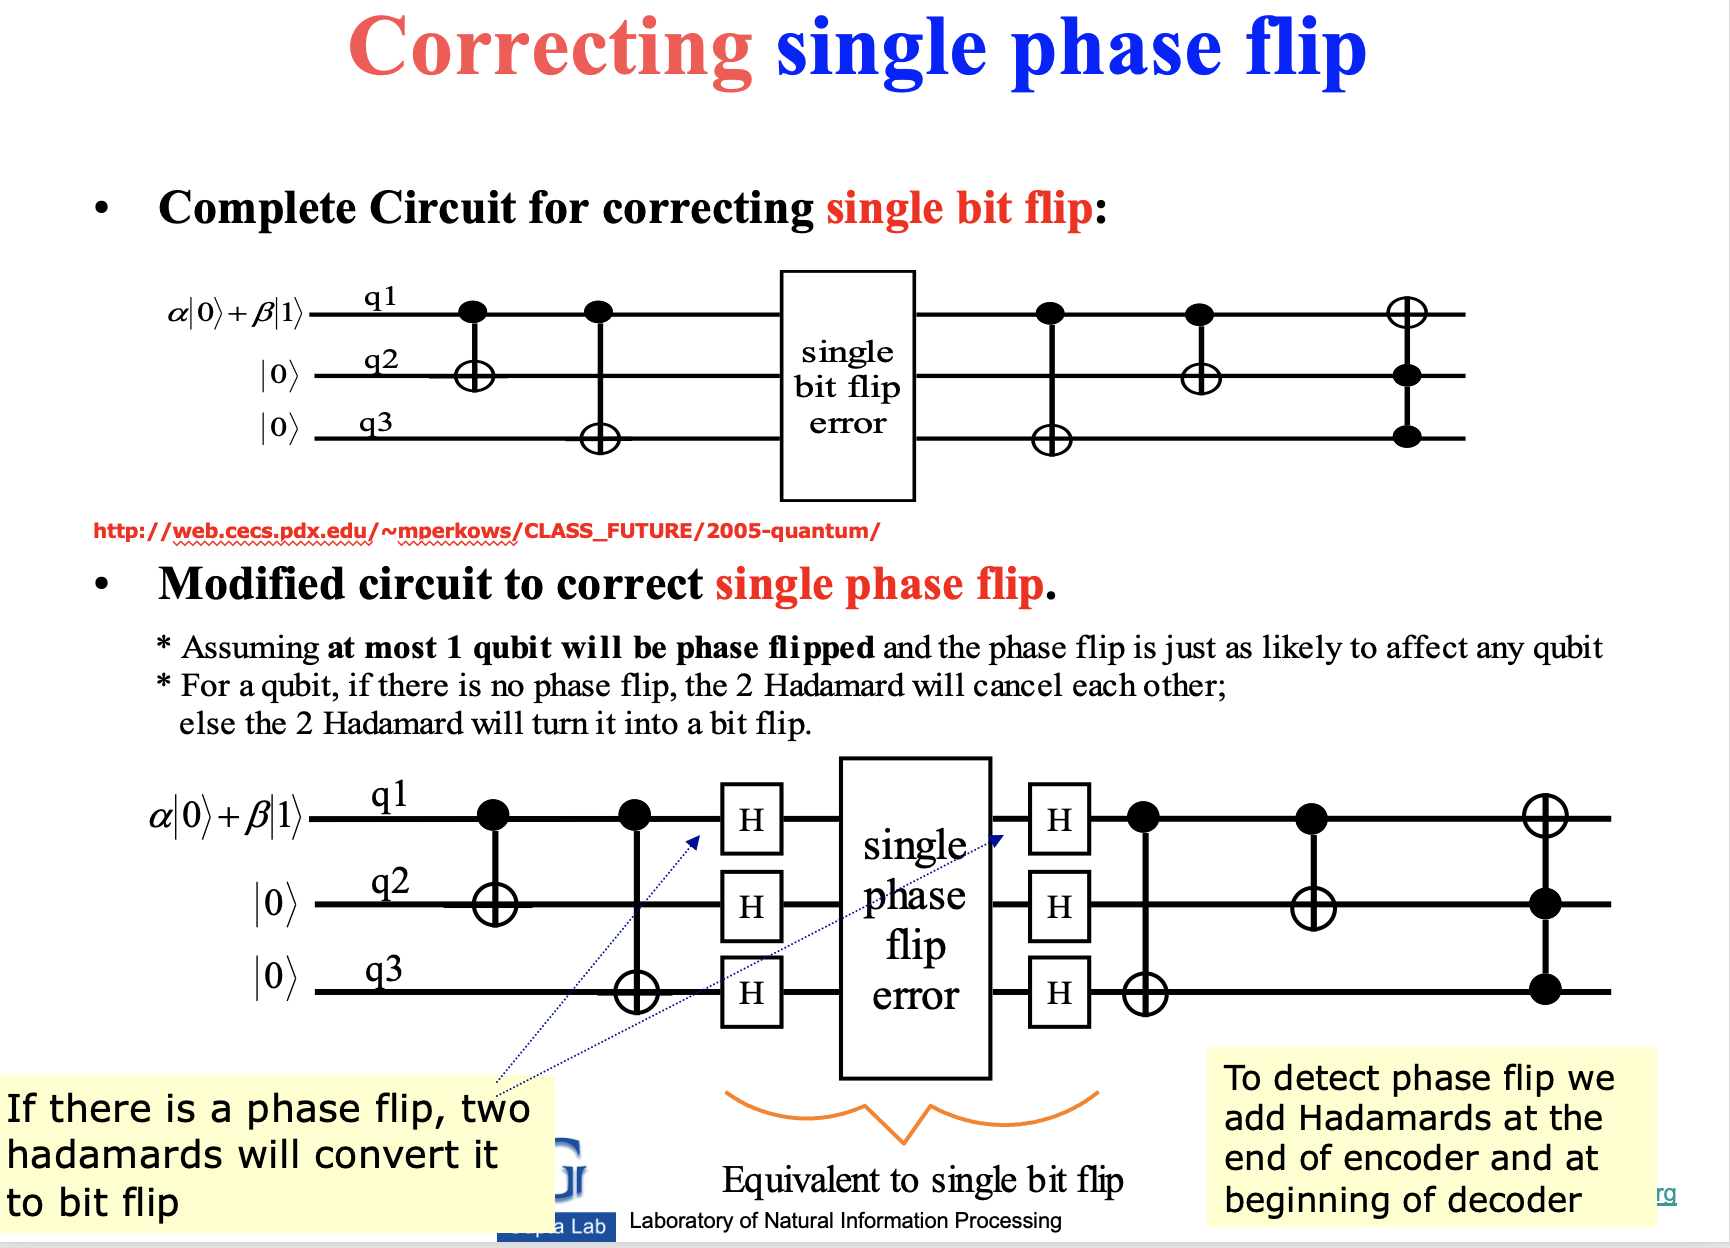 Correcting single phase flip
• Complete Circuit for correcting single bit flip:
α|0⟩+β|1⟩
q1
|0⟩
q2
|0⟩
q3
single
bit flip
error
http://web.cecs.pdx.edu/~mperkows/CLASS_FUTURE/2005-quantum/
• Modified circuit to correct single phase flip.
* Assuming at most 1 qubit will be phase flipped and the phase flip is just as likely to affect any qubit
* For a qubit, if there is no phase flip, the 2 Hadamard will cancel each other;
else the 2 Hadamard will turn it into a bit flip.
α|0⟩+β|1⟩
q1
H
H
|0⟩
q2
H
H
|0⟩
q3
H
H
single
phase
flip
error
If there is a phase flip, two
hadamards will convert it
to bit flip
Equivalent to single bit flip
To detect phase flip we
add Hadamards at the
end of encoder and at
beginning of decoder
Lab
Laboratory of Natural Information Processing
rg